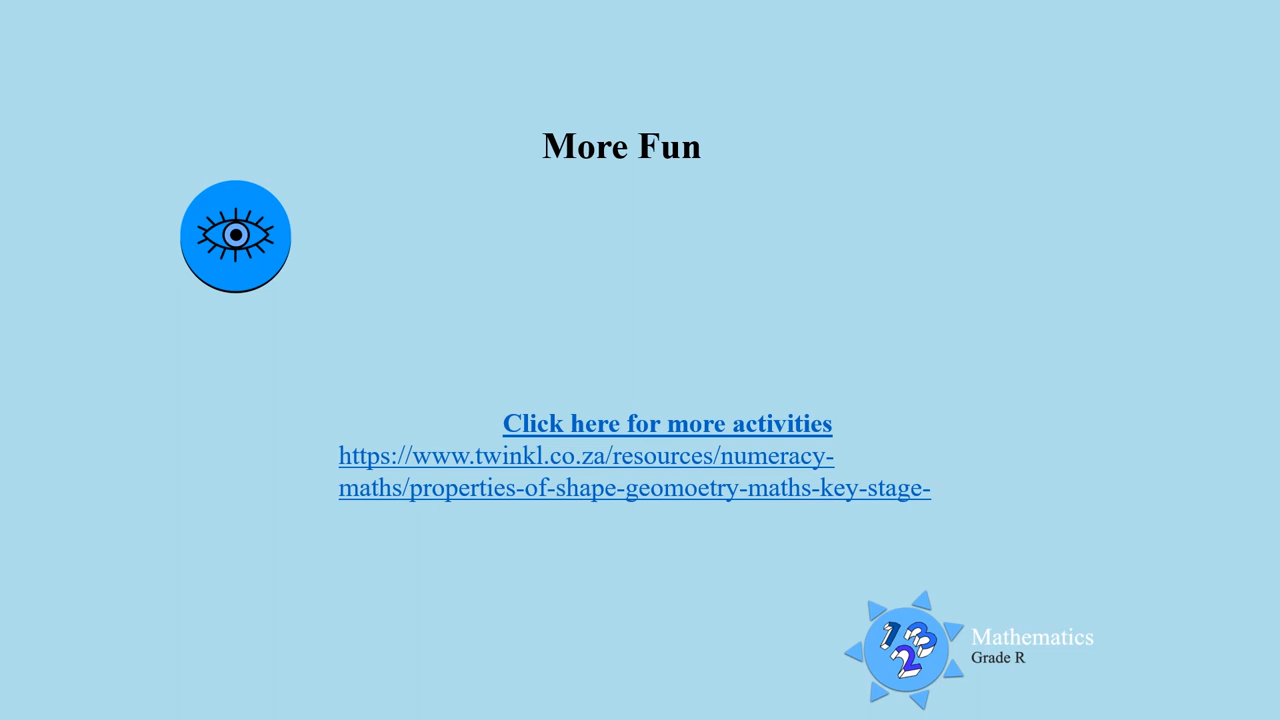 More Fun
Click here for more activities
https://www.twinkl.co.za/resources/numeracy-
maths/properties-of-shape-geomoetry-maths-key-stage-
123
Mathematics
Grade R